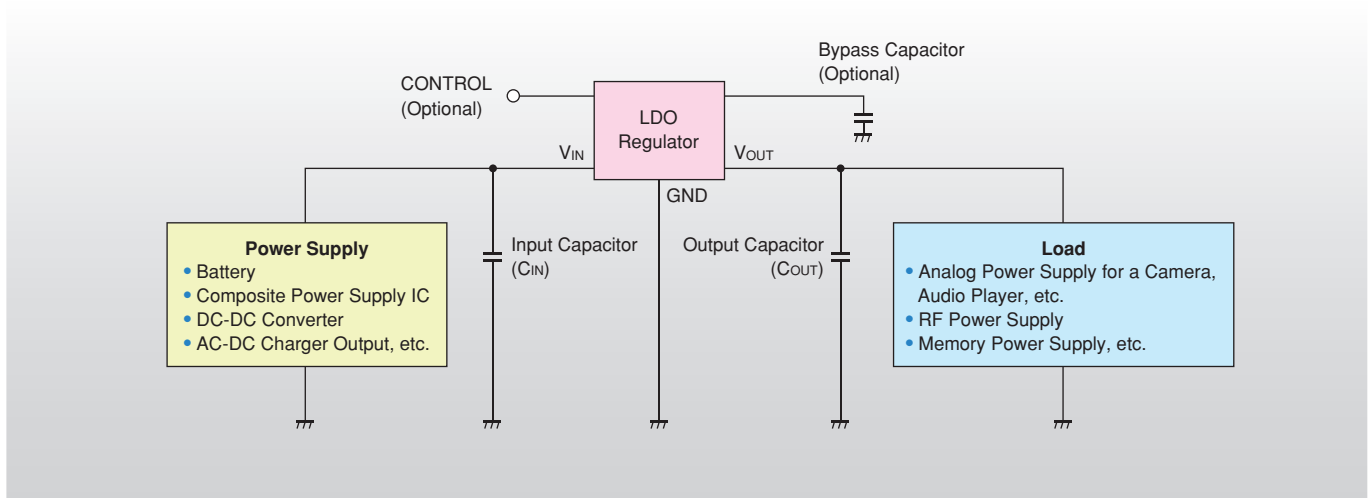 Bypass Capacitor
(Optional)
CONTROL
(Optional)
LDO
Regulator
VIN
VOUT
GND
Power Supply
• Battery
• Composite Power Supply IC
• DC-DC Converter
• AC-DC Charger Output, etc.
Input Capacitor
(CIN)
Output Capacitor
(COUT)
Load
• Analog Power Supply for a Camera,
Audio Player, etc.
• RF Power Supply
• Memory Power Supply, etc.